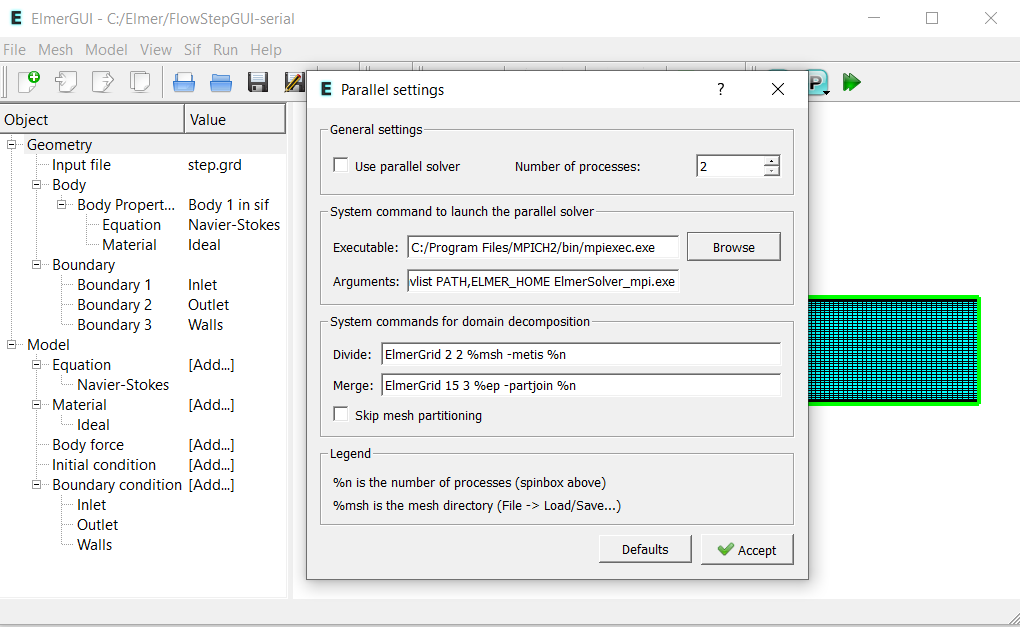 ElmerGUI - C:/Elmer/FlowStepGUI-serial
File Mesh Model View Sif Run Help
Object Value
Geometry
Input file step.grd
Body
Body Propert... Body 1 in sif
Equation Navier-Stokes
Material Ideal
Boundary
Boundary 1 Inlet
Boundary 2 Outlet
Boundary 3 Walls
Model
Equation [Add...]
Navier-Stokes
Material [Add...]
Ideal
Body force [Add...]
Initial condition [Add...]
Boundary condition [Add...]
Inlet
Outlet
Walls
Parallel settings ?
General settings
Use parallel solver Number of processes: 2
System command to launch the parallel solver
Executable: C:/Program Files/MPICH2/bin/mpiexec.exe Browse
Arguments: vlist PATH,ELMER_HOME ElmerSolver_mpi.exe
System commands for domain decomposition
Divide: ElmerGrid 2 2 %msh -metis %n
Merge: ElmerGrid 15 3 %ep -partjoin %n
Skip mesh partitioning
Legend
%n is the number of processes (spinbox above)
%msh is the mesh directory (File -> Load/Save...)
Defaults Accept
P